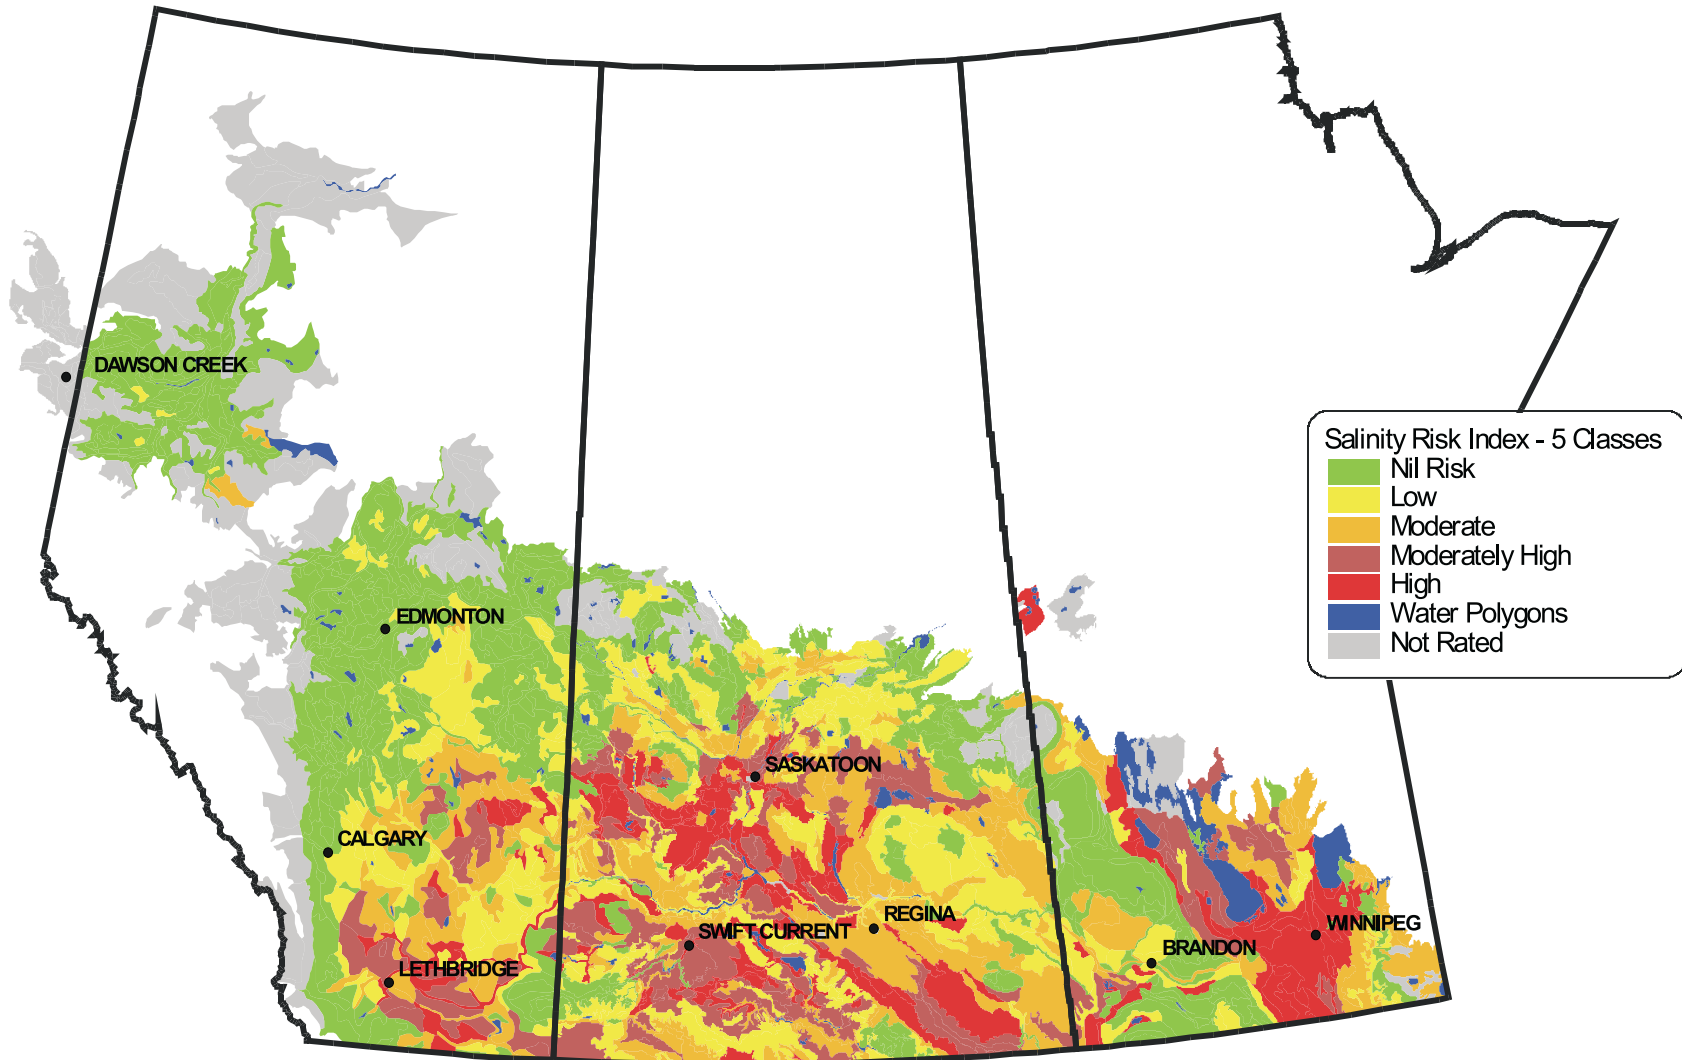 DAWSON CREEK
Salinity Risk Index - 5 Classes
Nil Risk
Low
Moderate
Moderately High
High
Water Polygons
Not Rated
EDMONTON
SASKATOON
CALGARY
REGINA
SWIFT CURRENT
WINNIPEG
BRANDON
LETHBRIDGE